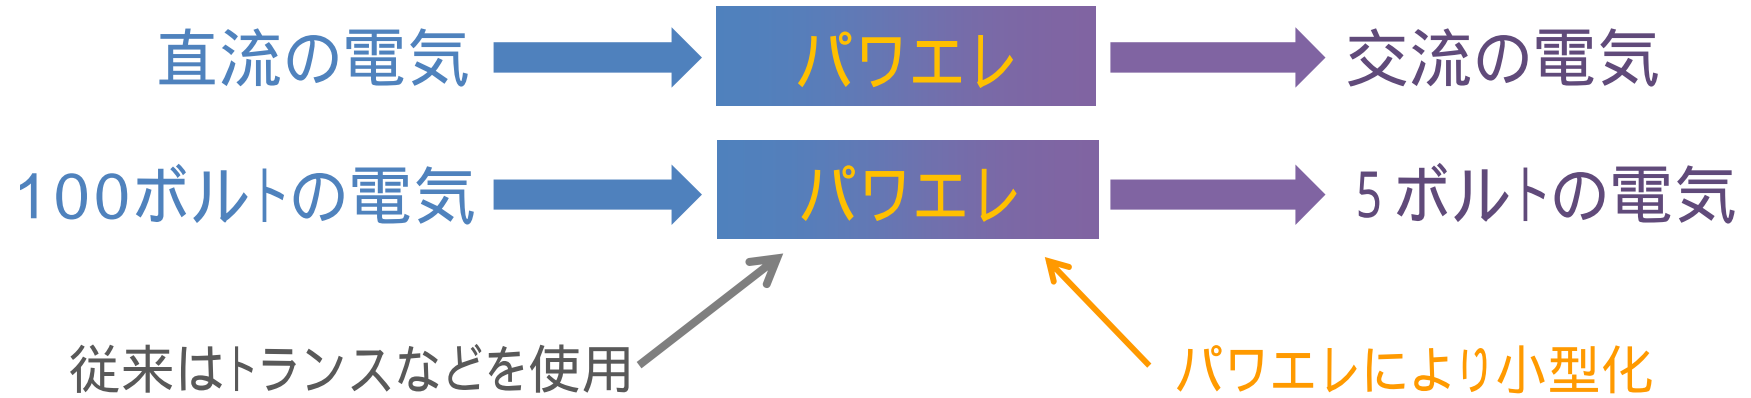 直流の電気
パワエレ
交流の電気
100ボルトの電気
パワエレ
5ボルトの電気
従来はトランスなどを使用
パワエレにより小型化